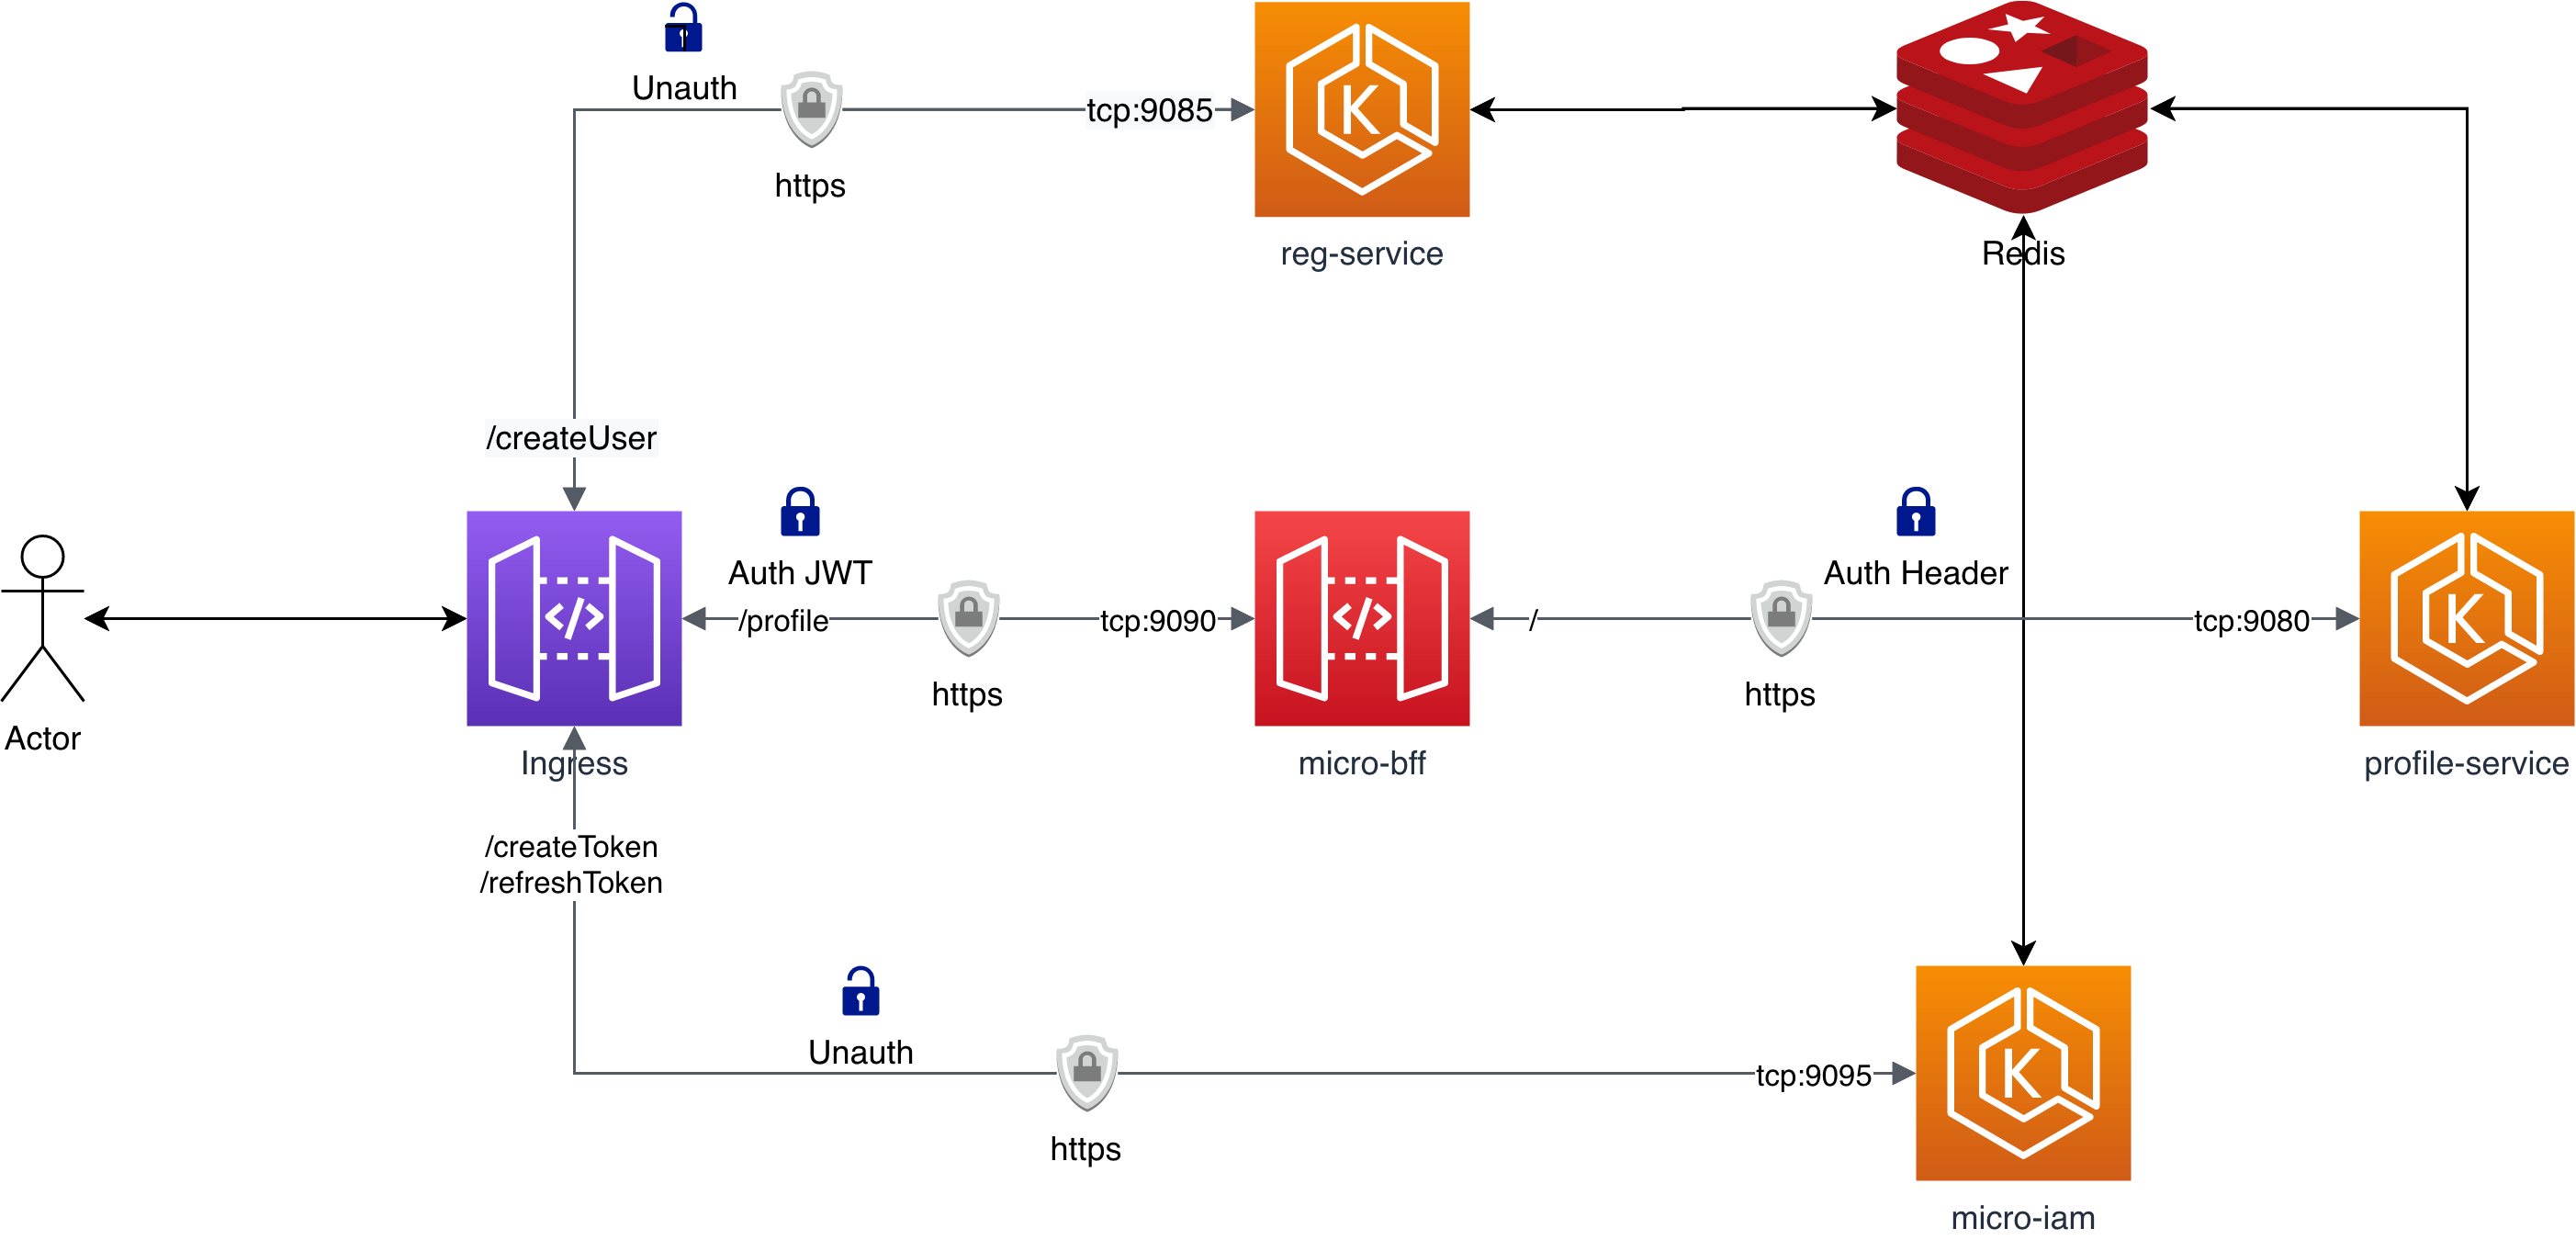 Unauth
https
tcp:9085
reg-service
Redis
/createUser
Auth JWT
/profile
https
tcp:9090
Auth Header
/
https
tcp:9080
Actor
Ingress
micro-bff
profile-service
/createToken
/refreshToken
Unauth
https
tcp:9095
micro-iam
K
K
K